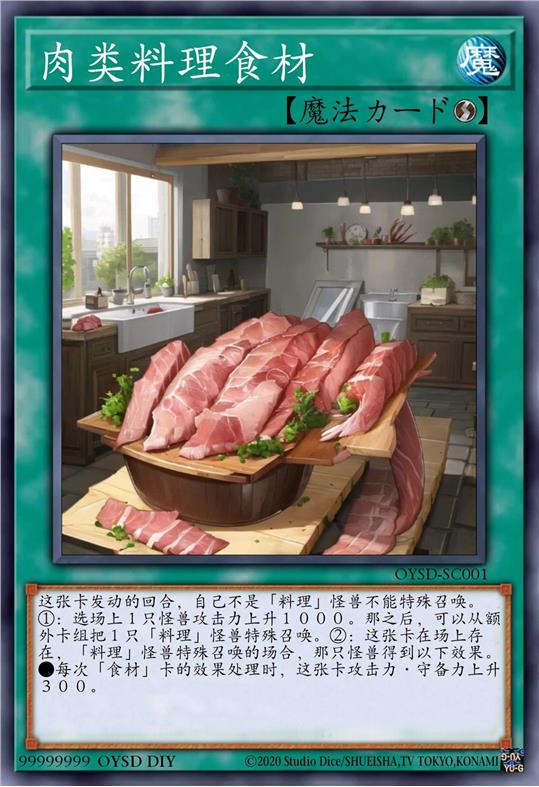 肉类料理食材
魔
【魔法カード】
OYSD-SC001
这张卡发动的回合，自己不是「料理」怪兽不能特殊召唤。
①：选场上1只怪兽攻击力上升1000。那之后，可以从额
外卡组把1只「料理」怪兽特殊召唤。②：这张卡在场上存
在，「料理」怪兽特殊召唤的场合，那只怪兽得到以下效果。
●每次「食材」卡的效果处理时，这张卡攻击力·守备力上升
300。
99999999 OYSD DIY
©2020 Studio Dice/SHUEISHA,TV TOKYO,KONAMI
YU-G